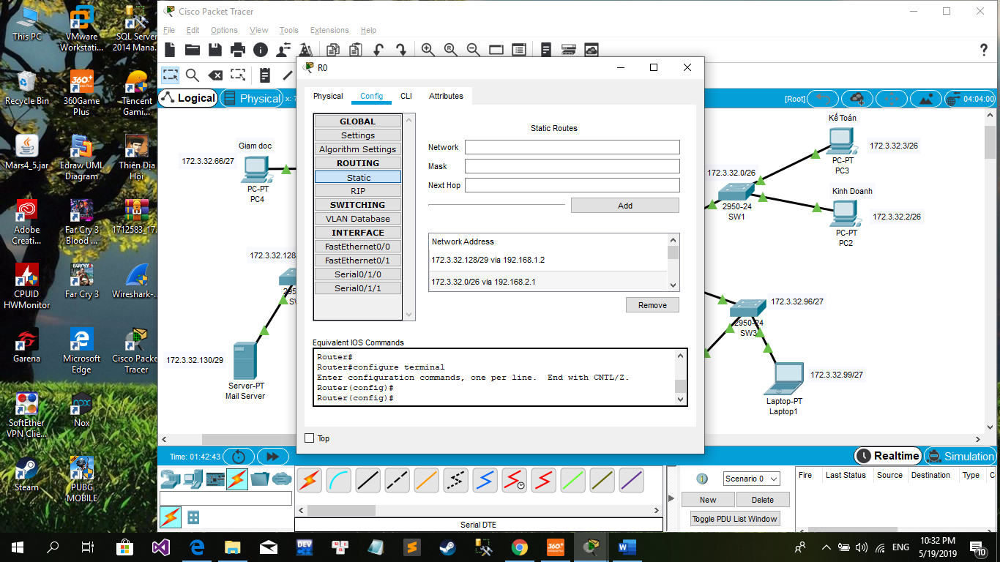 This PC
VMware
Workstati...
SQL Server
2014 Mana...
Recycle Bin
360Game
Plus
Tencent
Gami...
Mars4_5.jar
Edraw UML
Diagram
Thiên Địa
Hội
Adobe
Creati...
Far Cry 3
Blood ...
1712583_17...
CPUID
HWMonitor
Far Cry 3
Wireshark-...
Garena
Microsoft
Edge
Cisco Packet
Tracer
SoftEther
VPN Clie...
Nox
Steam
PUBG
MOBILE
Cisco Packet Tracer
File Edit Options View Tools Extensions Help
Logical
Physical
x: 7
[Root]
04:04:00
Giam doc
172.3.32.66/27
PC-PT
PC4
172.3.32.128
295
SW
172.3.32.130/29
Server-PT
Mail Server
R0
Physical Config CLI Attributes
GLOBAL
Settings
Algorithm Settings
ROUTING
Static
RIP
SWITCHING
VLAN Database
INTERFACE
FastEthernet0/0
FastEthernet0/1
Serial0/1/0
Serial0/1/1
Static Routes
Network
Mask
Next Hop
Add
Network Address
172.3.32.128/29 via 192.168.1.2
172.3.32.0/26 via 192.168.2.1
Remove
Equivalent IOS Commands
Router#
Router#configure terminal
Enter configuration commands, one per line. End with CNTL/Z.
Router(config)#
Router(config)#
Top
Kế Toán
172.3.32.3/26
PC-PT
PC3
172.3.32.0/26
2950-24
SW1
Kinh Doanh
172.3.32.2/26
PC-PT
PC2
172.3.32.96/27
2950-24
SW3
172.3.32.99/27
Laptop-PT
Laptop1
Time: 01:42:43
Realtime
Simulation
Serial DTE
Scenario 0
New
Delete
Toggle PDU List Window
Fire Last Status Source Destination Type C
ENG
10:32 PM
5/19/2019
10